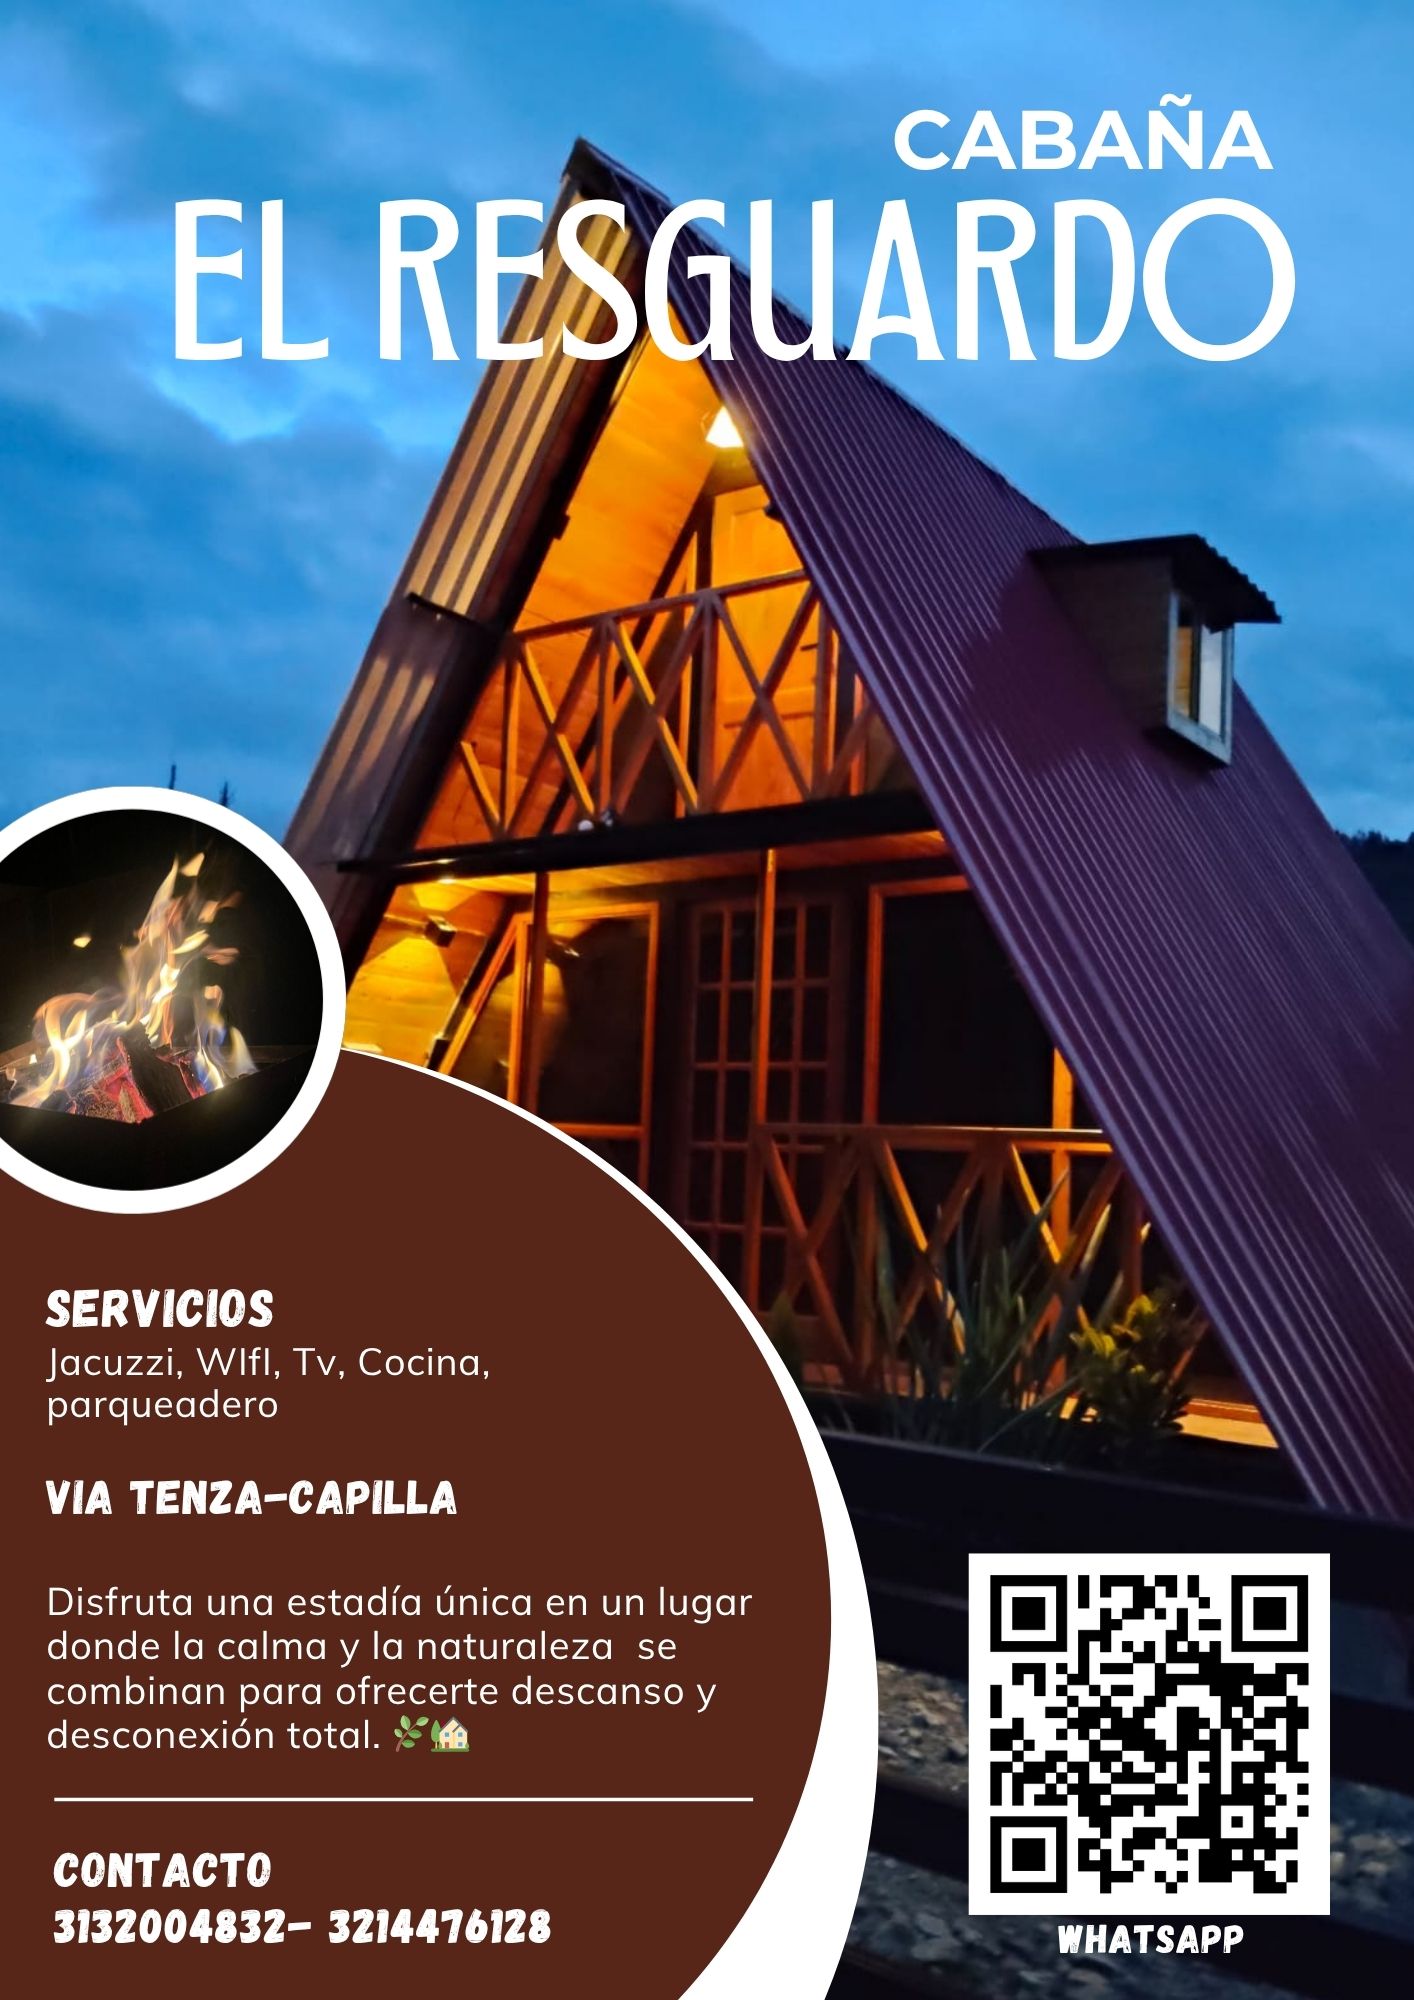 CABAÑA
EL RESGUARDO
SERVICIOS
Jacuzzi, WIfI, Tv, Cocina,
parqueadero
VIA TENZA-CAPILLA
Disfruta una estadía única en un lugar
donde la calma y la naturaleza  se
combinan para ofrecerte descanso y
desconexión total. 🌿🏡
CONTACTO
3132004832- 3214476128
WHATSAPP